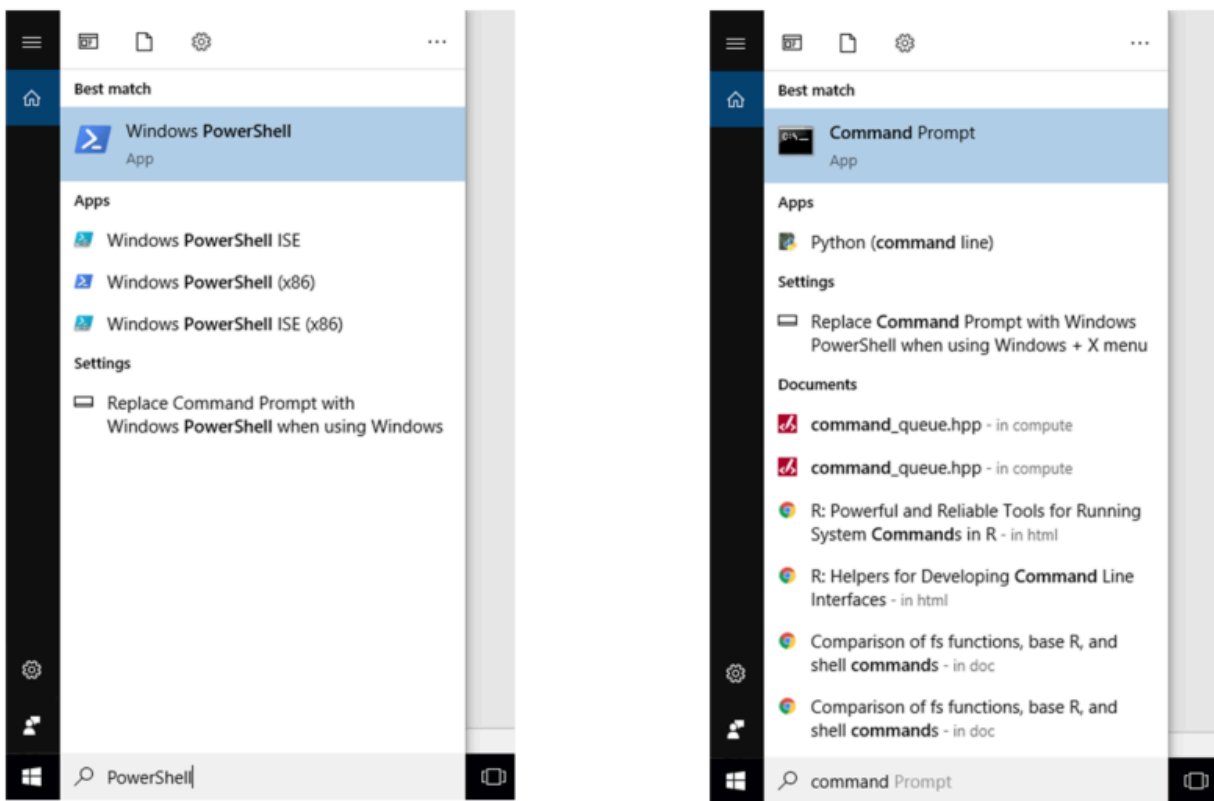 Best match
Windows PowerShell
App
Apps
Windows PowerShell ISE
Windows PowerShell (x86)
Windows PowerShell ISE (x86)
Settings
Replace Command Prompt with
Windows PowerShell when using Windows
PowerShell
Best match
Command Prompt
App
Apps
Python (command line)
Settings
Replace Command Prompt with Windows
PowerShell when using Windows + X menu
Documents
command_queue.hpp - in compute
command_queue.hpp - in compute
R: Powerful and Reliable Tools for Running
System Commands in R - in html
R: Helpers for Developing Command Line
Interfaces - in html
Comparison of fs functions, base R, and
shell commands - in doc
Comparison of fs functions, base R, and
shell commands - in doc
command Prompt